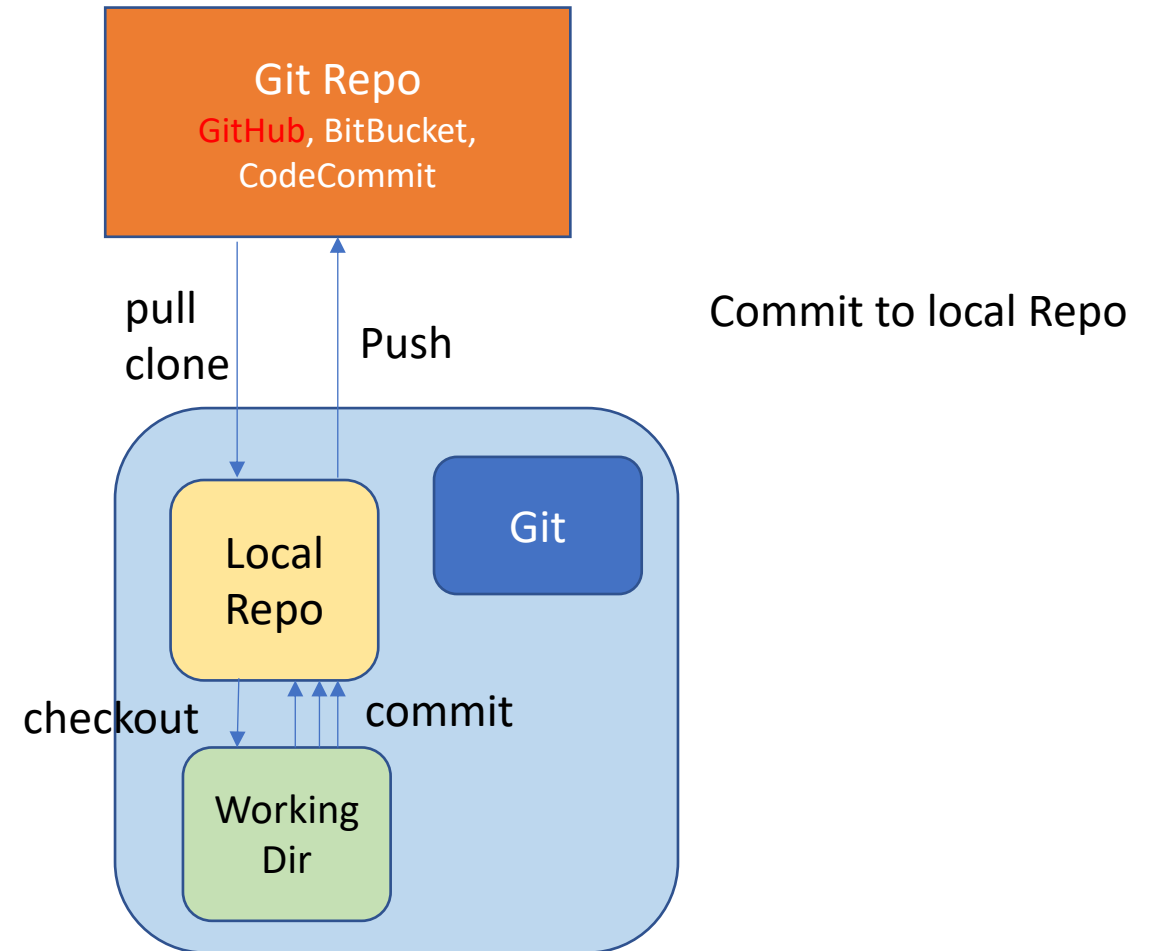 Git Repo
GitHub, BitBucket,
CodeCommit
pull
clone
Push
Commit to local Repo
Local
Repo
Git
checkout
commit
Working
Dir